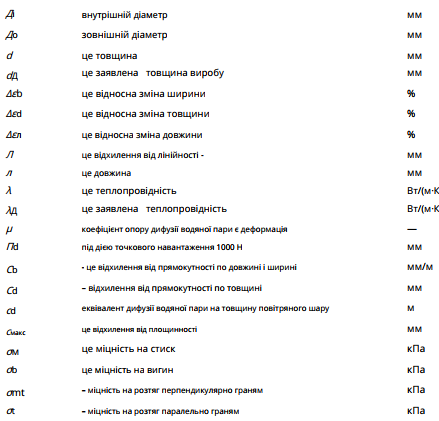 Ді внутрішній діаметр мм
До зовнішній діаметр мм
d це товщина мм
dД це заявлена товщина виробу мм
Δεb це відносна зміна ширини %
Δεd це відносна зміна товщини %
Δεл це відносна зміна довжини %
Л це відхилення від лінійності - мм
л це довжина мм
λ це теплопровідність Вт/(м·К
λД це заявлена теплопровідність Вт/(м·К
μ коефіцієнт опору дифузії водяної пари є деформація —
Пd під дією точкового навантаження 1000 Н мм
Сb - це відхилення від прямокутності по довжині і ширині мм/м
Сd – відхилення від прямокутності по товщині мм
сd еквівалент дифузії водяної пари на товщину повітряного шару м
Смакс це відхилення від площинності мм
σм це міцність на стиск кПа
σb це міцність на вигин кПа
σmt – міцність на розтяг перпендикулярно граням кПа
σt – міцність на розтяг паралельно граням кПа